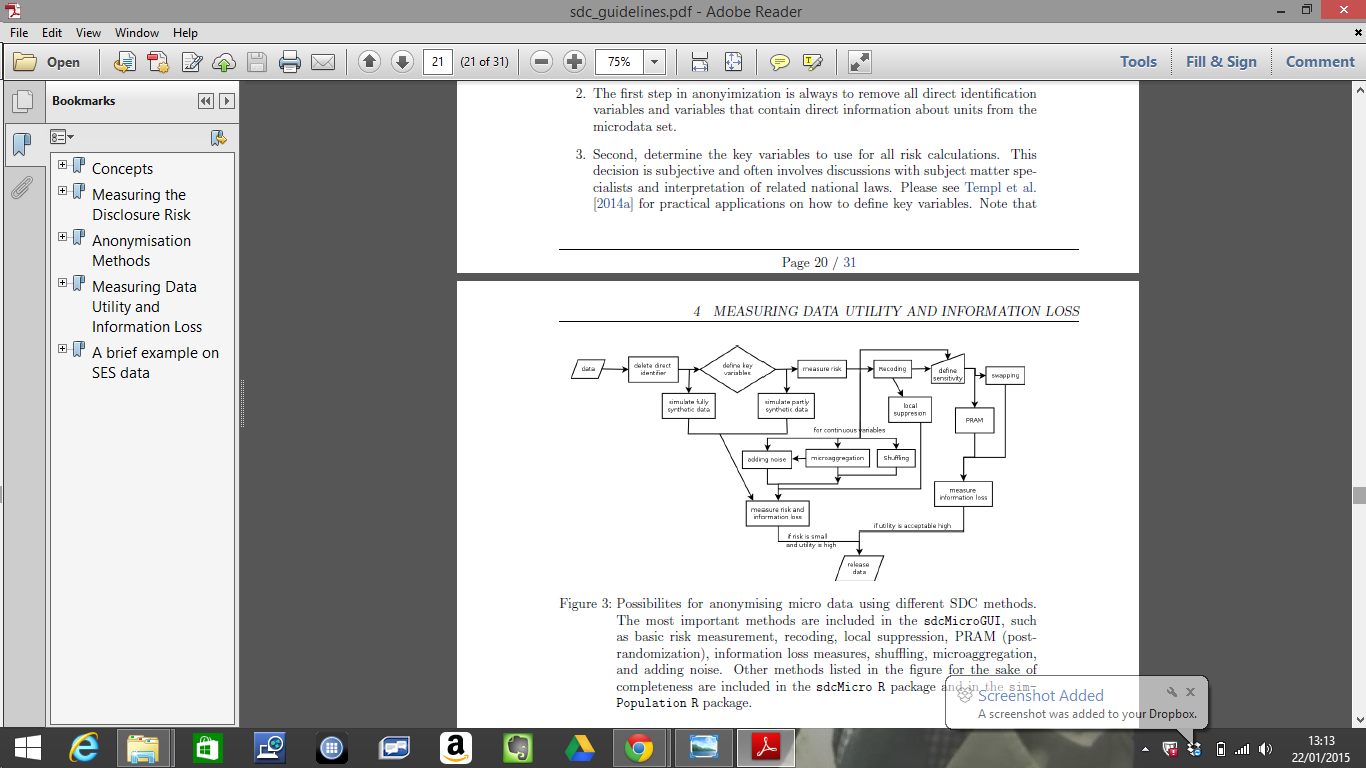 sdc_guidelines.pdf - Adobe Reader
File Edit View Window Help
Open
21 (21 of 31) 75%
Tools Fill & Sign Comment
Bookmarks
Concepts
Measuring the
Disclosure Risk
Anonymisation
Methods
Measuring Data
Utility and
Information Loss
A brief example on
SES data
2. The first step in anonyimization is always to remove all direct identification
variables and variables that contain direct information about units from the
microdata set.
3. Second, determine the key variables to use for all risk calculations. This
decision is subjective and often involves discussions with subject matter spe-
cialists and interpretation of related national laws. Please see Templ et al.
[2014a] for practical applications on how to define key variables. Note that
Page 20 / 31
4 MEASURING DATA UTILITY AND INFORMATION LOSS
data
delete direct
identifier
define key
variables
measure risk
Recoding
define
sensitivity
swapping
simulate fully
synthetic data
simulate partly
synthetic data
local
suppresion
PRAM
for continuous variables
adding noise
microaggregation
Shuffling
measure
information loss
measure risk and
information loss
if utility is acceptable high
if risk is small
and utility is high
release
data
Figure 3: Possibilites for anonymising micro data using different SDC methods.
The most important methods are included in the sdcMicroGUI, such
as basic risk measurement, recoding, local suppression, PRAM (post-
randomization), information loss measures, shuffling, microaggregation,
and adding noise. Other methods listed in the figure for the sake of
completeness are included in the sdcMicro R package and in the sim-
Population R package.
Screenshot Added
A screenshot was added to your Dropbox.
13:13
22/01/2015